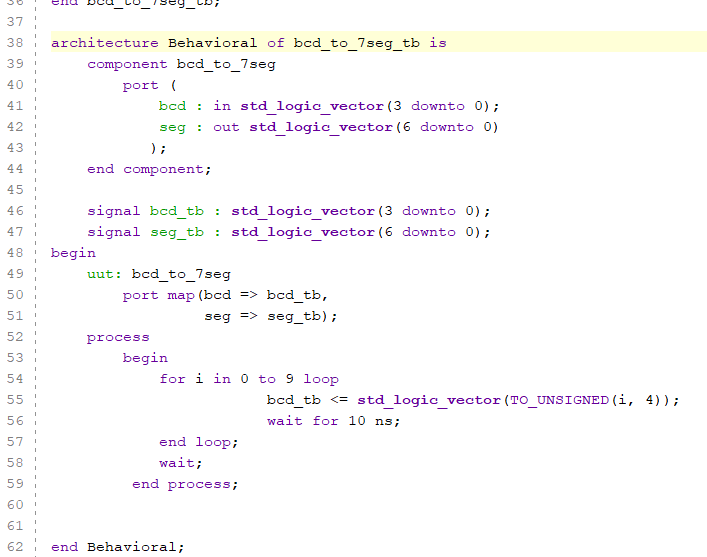 36 end bcd_to_7seg_tb;
37
38 architecture Behavioral of bcd_to_7seg_tb is
39     component bcd_to_7seg
40         port (
41             bcd : in std_logic_vector(3 downto 0);
42             seg : out std_logic_vector(6 downto 0)
43            );
44     end component;
45
46     signal bcd_tb : std_logic_vector(3 downto 0);
47     signal seg_tb : std_logic_vector(6 downto 0);
48 begin
49     uut: bcd_to_7seg
50         port map(bcd => bcd_tb,
51                  seg => seg_tb);
52     process
53         begin
54             for i in 0 to 9 loop
55                         bcd_tb <= std_logic_vector(TO_UNSIGNED(i, 4));
56                         wait for 10 ns;
57             end loop;
58             wait;
59          end process;
60
61
62 end Behavioral;